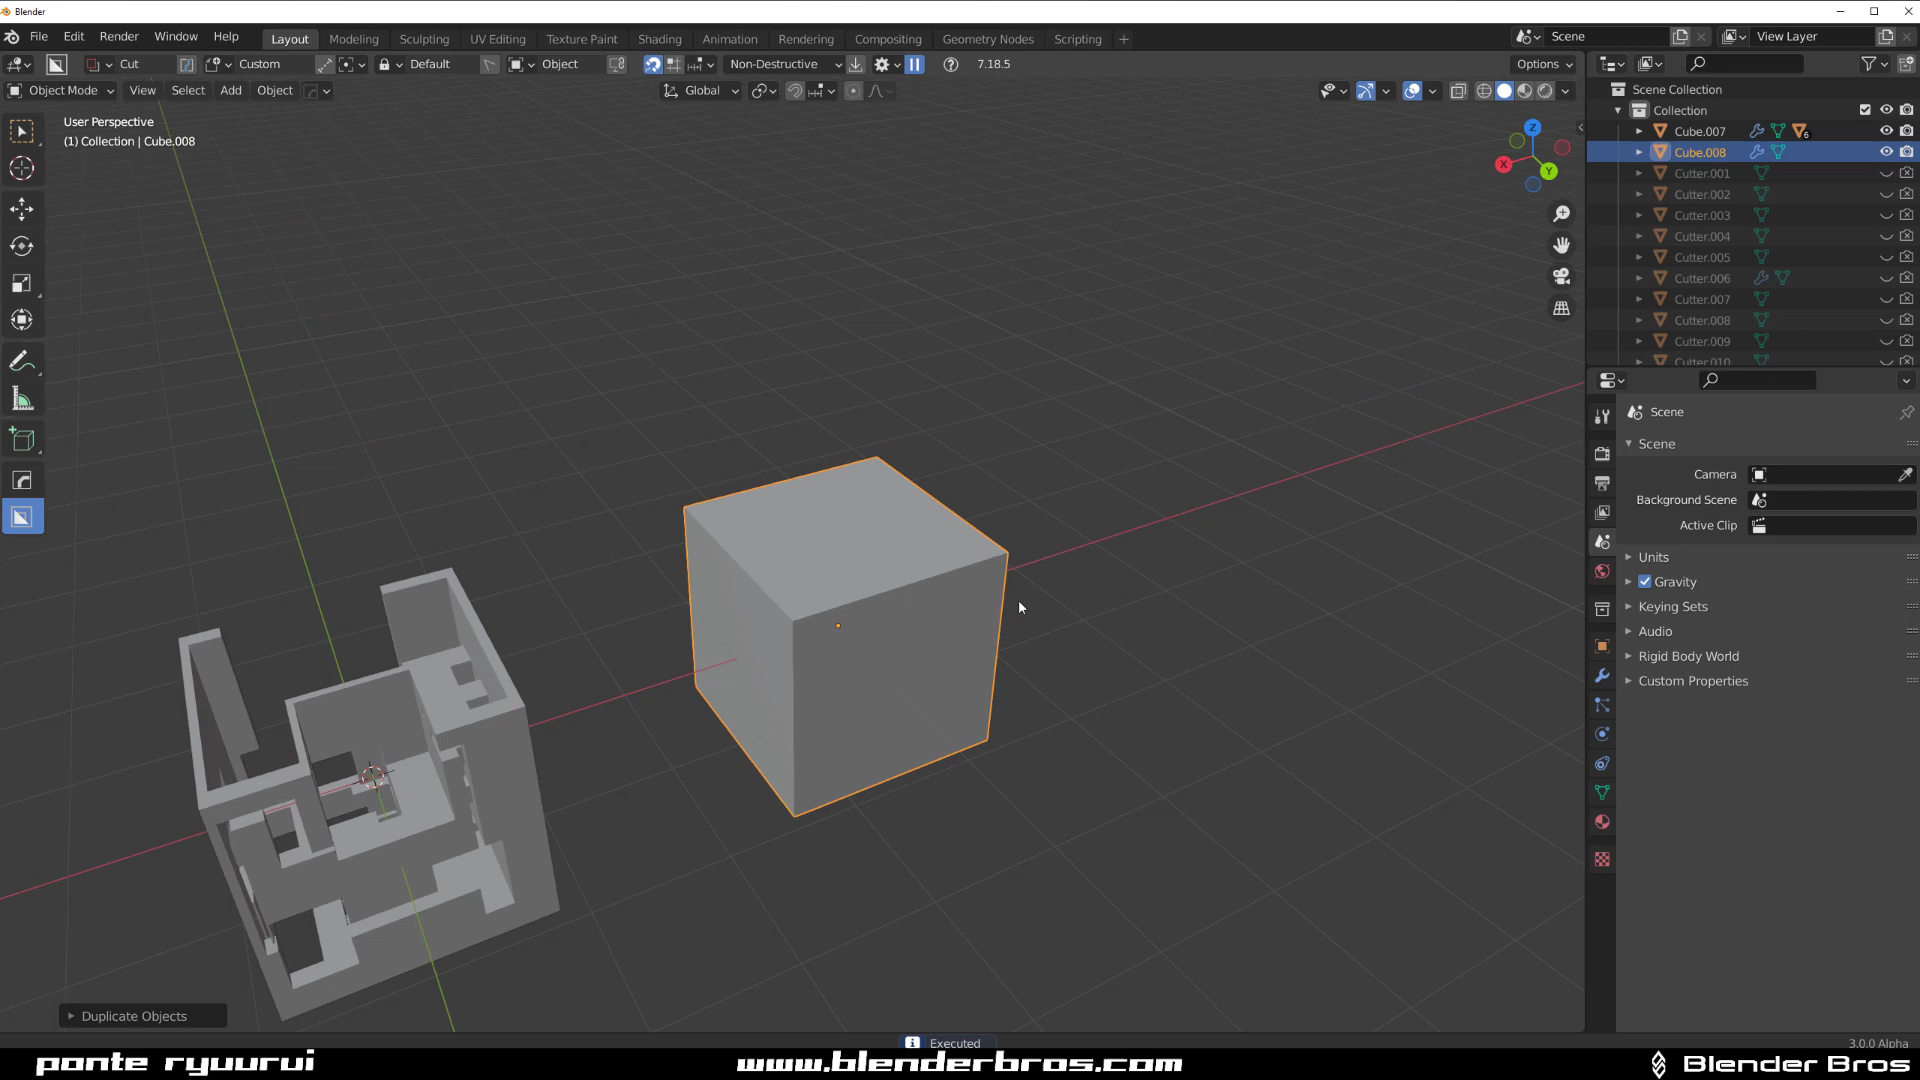 Blender
File Edit Render Window Help Layout Modeling Sculpting UV Editing Texture Paint Shading Animation Rendering Compositing Geometry Nodes Scripting + Scene View Layer
Cut Custom Default Object Non-Destructive 7.18.5 Options
Object Mode View Select Add Object Global
User Perspective
(1) Collection | Cube.008
Z
X
Y
Scene Collection
Collection
Cube.007 6
Cube.008
Cutter.001
Cutter.002
Cutter.003
Cutter.004
Cutter.005
Cutter.006
Cutter.007
Cutter.008
Cutter.009
Cutter.010
Scene
Scene
Camera
Background Scene
Active Clip
Units
Gravity
Keying Sets
Audio
Rigid Body World
Custom Properties
Duplicate Objects
Executed
3.0.0 Alpha
ponte ryuurui
www.blenderbros.com
Blender Bros